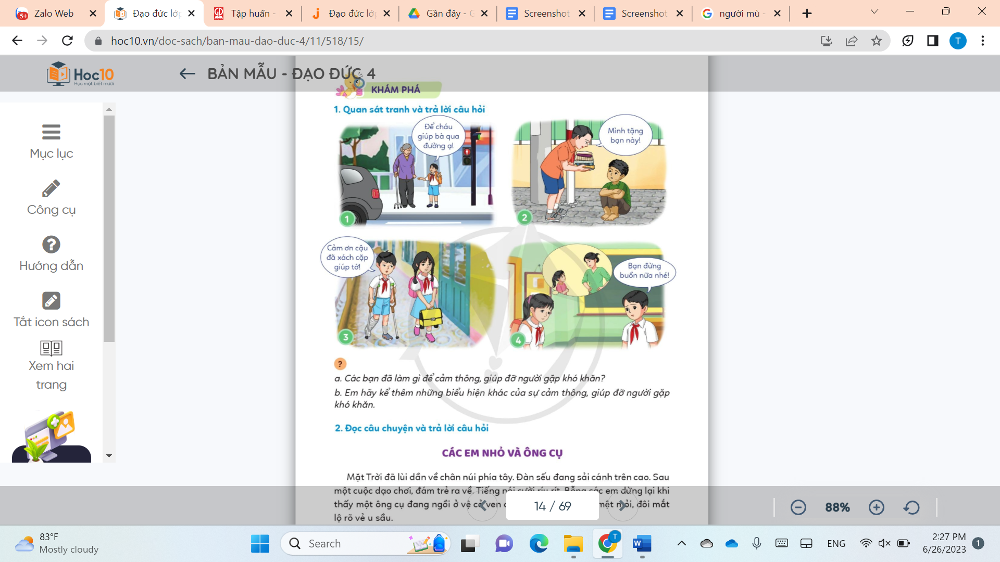 Zalo Web
Đạo đức lớp
Tập huấn -
Đạo đức lớp
Gần đây - G
Screenshot
Screenshot
người mù -
hoc10.vn/doc-sach/ban-mau-dao-duc-4/11/518/15/
T
Hoc10
Học một biết mười
BẢN MẪU - ĐẠO ĐỨC 4
Mục lục
Công cụ
Hướng dẫn
Tắt icon sách
Xem hai
trang
KHÁM PHÁ
1. Quan sát tranh và trả lời câu hỏi
Để cháu
giúp bà qua
đường ạ!
1
Mình tặng
bạn này!
2
Cảm ơn cậu
đã xách cặp
giúp tớ!
3
Bạn đừng
buồn nữa nhé!
4
?
a. Các bạn đã làm gì để cảm thông, giúp đỡ người gặp khó khăn?
b. Em hãy kể thêm những biểu hiện khác của sự cảm thông, giúp đỡ người gặp
khó khăn.
2. Đọc câu chuyện và trả lời câu hỏi
CÁC EM NHỎ VÀ ÔNG CỤ
Mặt Trời đã lùi dần về chân núi phía tây. Đàn sếu đang sải cánh trên cao. Sau
một cuộc dạo chơi, đám trẻ ra về. Tiếng nói cười ríu rít. Bỗng các em dừng lại khi
thấy một ông cụ đang ngồi ở vệ cỏ ven mệt mỏi, đôi mắt
lộ rõ vẻ u sầu.
14 / 69
88%
83°F
Mostly cloudy
Search
T
ENG
2:27 PM
6/26/2023
1